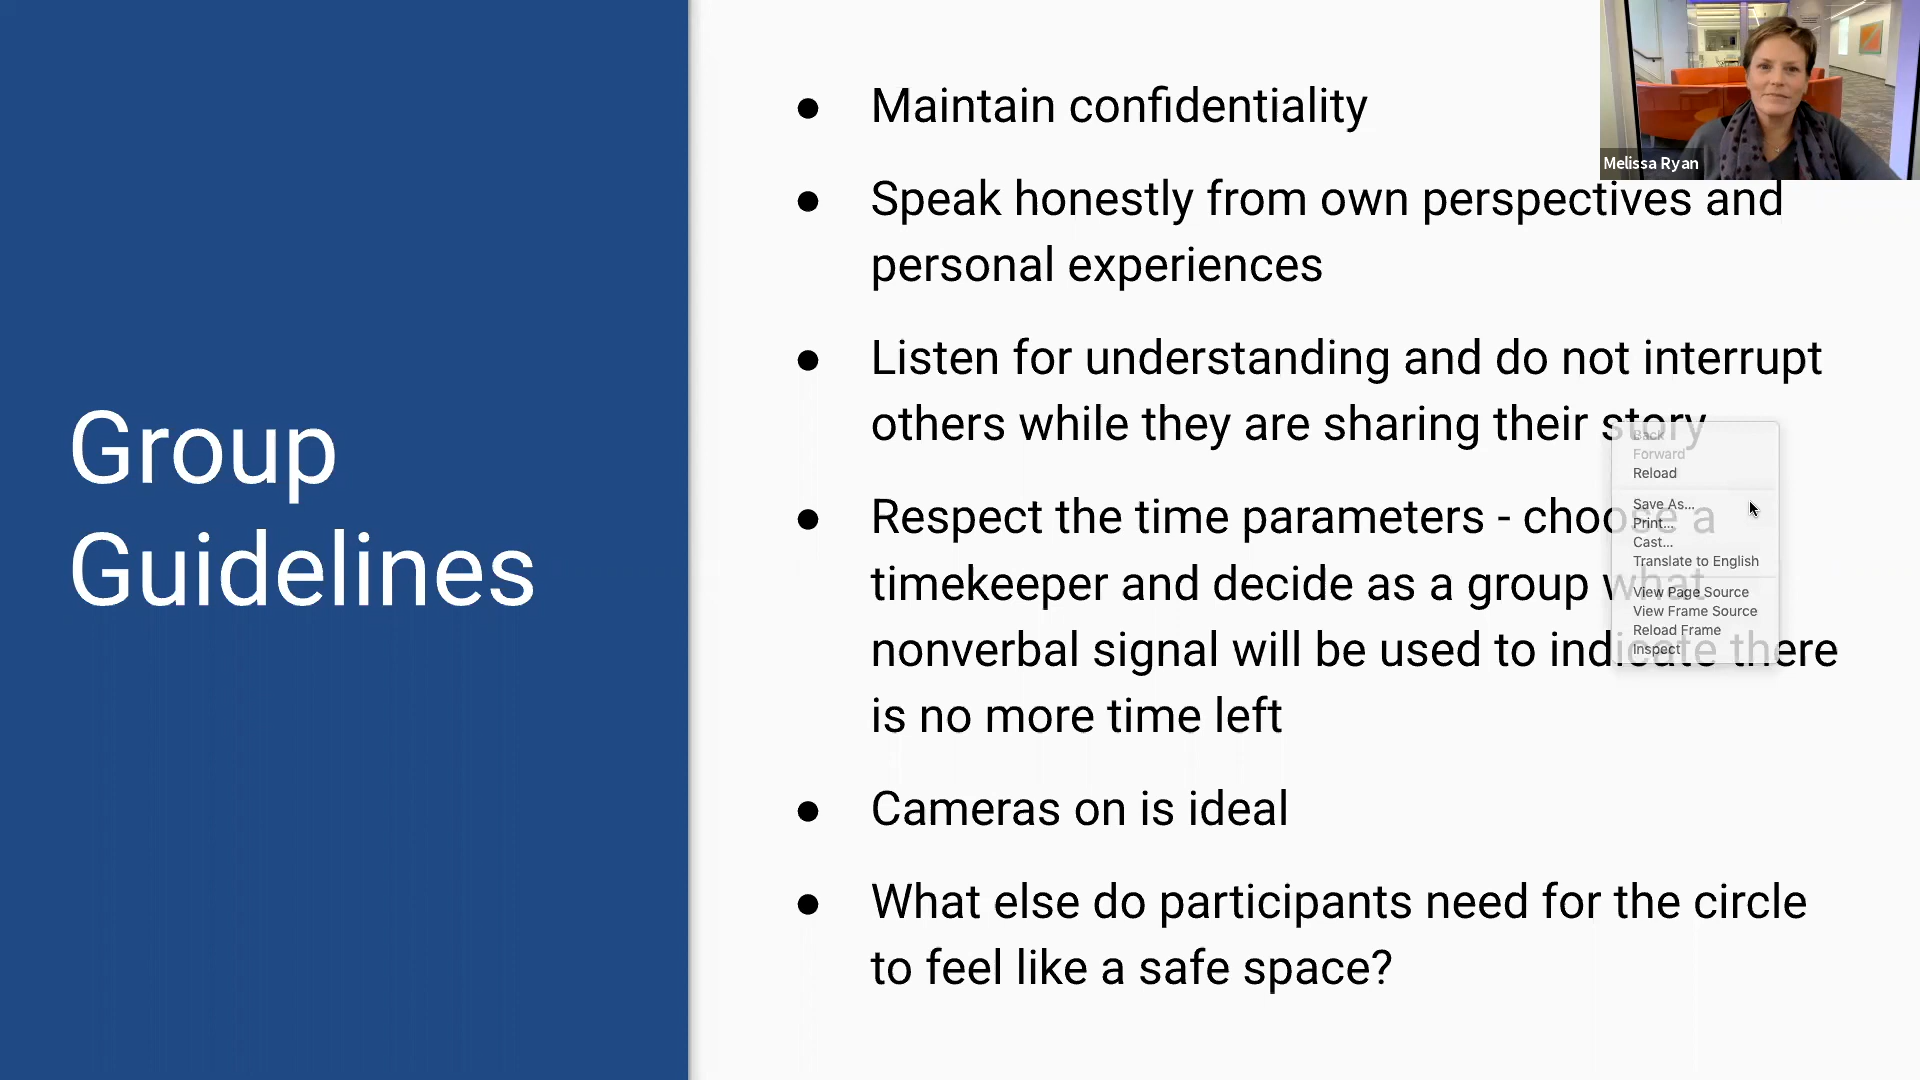 Group
Guidelines
● Maintain confidentiality
● Speak honestly from own perspectives and
personal experiences
● Listen for understanding and do not interrupt
others while they are sharing their story
● Respect the time parameters - choose a
timekeeper and decide as a group what
nonverbal signal will be used to indicate there
is no more time left
● Cameras on is ideal
● What else do participants need for the circle
to feel like a safe space?
Melissa Ryan
Back
Forward
Reload
Save As...
Print...
Cast...
Translate to English
View Page Source
View Frame Source
Reload Frame
Inspect